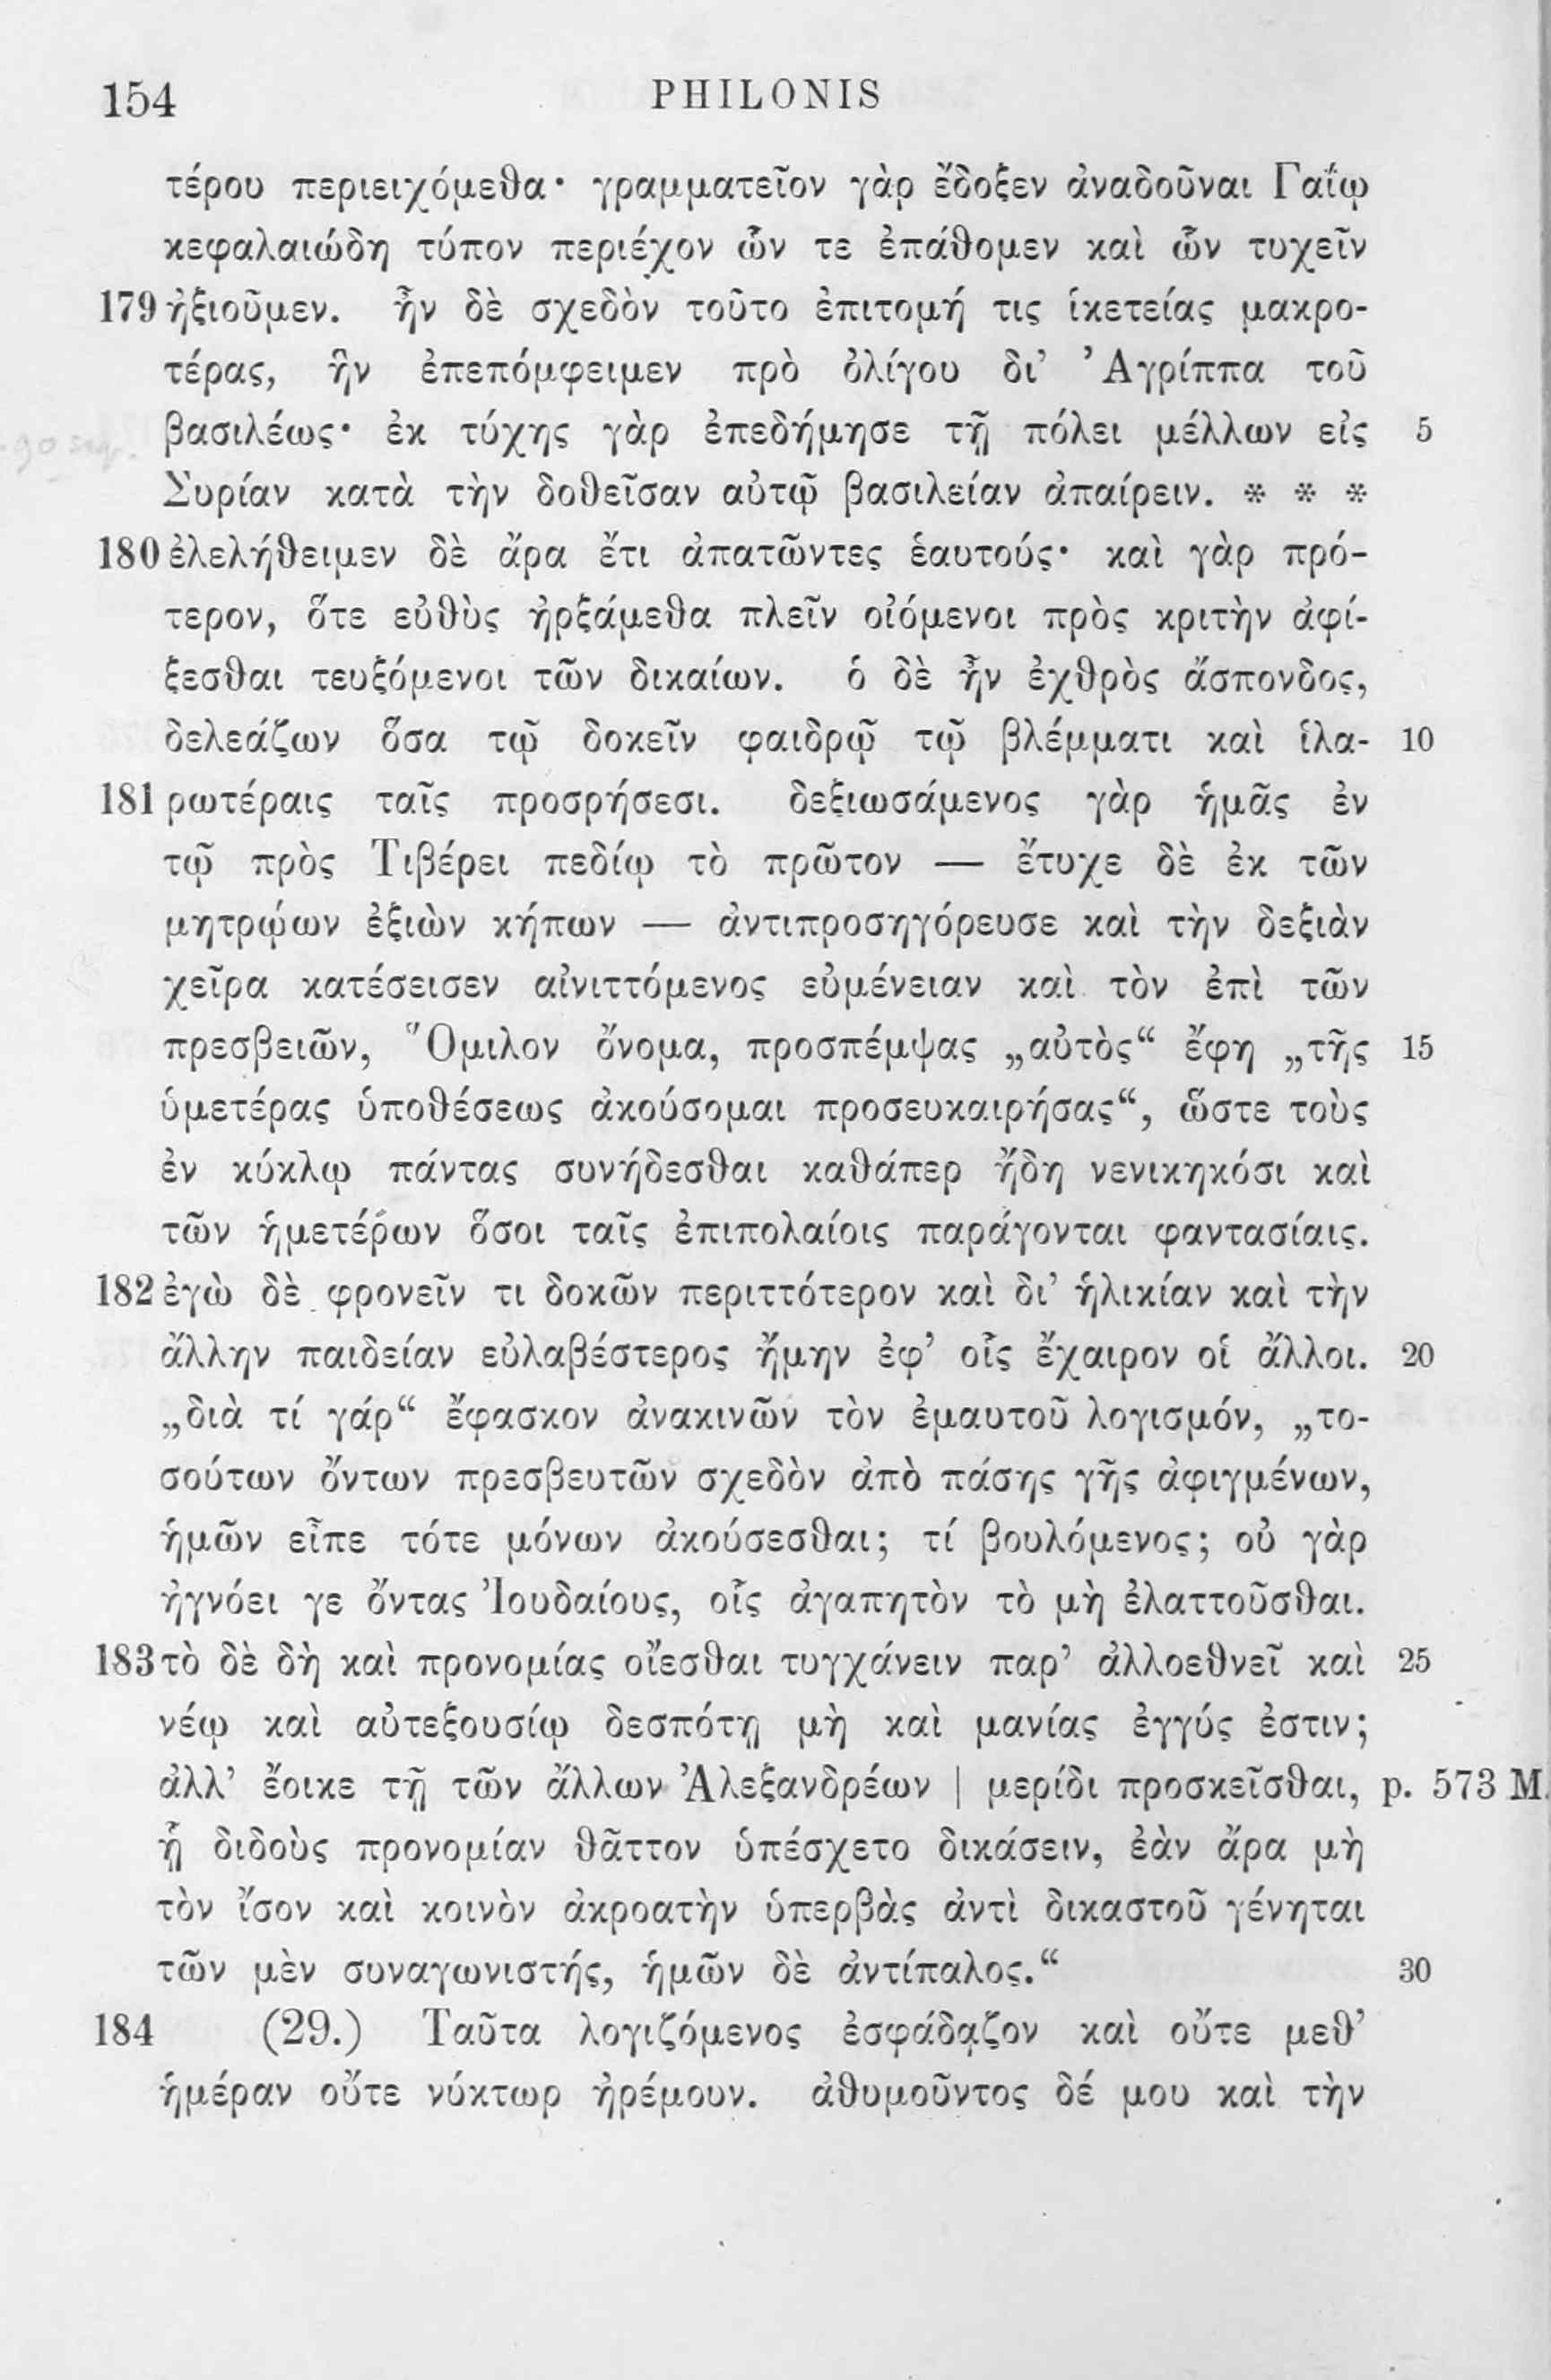 154 PHILONIS
τέρου περιειχόμεθα· γραμματεῖον γὰρ ἔδοξεν ἀναδοῦναι Γαΐῳ
κεφαλαιώδη τύπον περιέχον ὧν τε ἐπάθομεν καὶ ὧν τυχεῖν
179 ἠξιοῦμεν. ἦν δὲ σχεδὸν τοῦτο ἐπιτομή τις ἱκετείας μακρο-
τέρας, ἣν ἐπεπόμφειμεν πρὸ ὀλίγου δι’ Ἀγρίππα τοῦ
βασιλέως· ἐκ τύχης γὰρ ἐπεδήμησε τῇ πόλει μέλλων εἰς 5
Συρίαν κατὰ τὴν δοθεῖσαν αὐτῷ βασιλείαν ἀπαίρειν. * * *
180 ἐλελήθειμεν δὲ ἄρα ἔτι ἀπατῶντες ἑαυτούς· καὶ γὰρ πρό-
τερον, ὅτε εὐθὺς ἠρξάμεθα πλεῖν οἰόμενοι πρὸς κριτὴν ἀφί-
ξεσθαι τευξόμενοι τῶν δικαίων. ὁ δὲ ἦν ἐχθρὸς ἄσπονδος,
δελεάζων ὅσα τῷ δοκεῖν φαιδρῷ τῷ βλέμματι καὶ ἱλα- 10
181 ρωτέραις ταῖς προσρήσεσι. δεξιωσάμενος γὰρ ἡμᾶς ἐν
τῷ πρὸς Τιβέρει πεδίῳ τὸ πρῶτον — ἔτυχε δὲ ἐκ τῶν
μητρῴων ἐξιὼν κήπων — ἀντιπροσηγόρευσε καὶ τὴν δεξιὰν
χεῖρα κατέσεισεν αἰνιττόμενος εὐμένειαν καὶ τὸν ἐπὶ τῶν
πρεσβειῶν, Ὅμιλον ὄνομα, προσπέμψας „αὐτὸς“ ἔφη „τῆς 15
ὑμετέρας ὑποθέσεως ἀκούσομαι προσευκαιρήσας“, ὥστε τοὺς
ἐν κύκλῳ πάντας συνήδεσθαι καθάπερ ἤδη νενικηκόσι καὶ
τῶν ἡμετέρων ὅσοι ταῖς ἐπιπολαίοις παράγονται φαντασίαις.
182 ἐγὼ δὲ φρονεῖν τι δοκῶν περιττότερον καὶ δι’ ἡλικίαν καὶ τὴν
ἄλλην παιδείαν εὐλαβέστερος ἤμην ἐφ’ οἷς ἔχαιρον οἱ ἄλλοι. 20
„διὰ τί γάρ“ ἔφασκον ἀνακινῶν τὸν ἐμαυτοῦ λογισμόν, „το-
σούτων ὄντων πρεσβευτῶν σχεδὸν ἀπὸ πάσης γῆς ἀφιγμένων,
ἡμῶν εἶπε τότε μόνων ἀκούσεσθαι; τί βουλόμενος; οὐ γὰρ
ἠγνόει γε ὄντας Ἰουδαίους, οἷς ἀγαπητὸν τὸ μὴ ἐλαττοῦσθαι.
183 τὸ δὲ δὴ καὶ προνομίας οἴεσθαι τυγχάνειν παρ’ ἀλλοεθνεῖ καὶ 25
νέῳ καὶ αὐτεξουσίῳ δεσπότῃ μὴ καὶ μανίας ἐγγύς ἐστιν;
ἀλλ’ ἔοικε τῇ τῶν ἄλλων Ἀλεξανδρέων | μερίδι προσκεῖσθαι, p. 573 M.
ᾗ διδοὺς προνομίαν θᾶττον ὑπέσχετο δικάσειν, ἐὰν ἄρα μὴ
τὸν ἴσον καὶ κοινὸν ἀκροατὴν ὑπερβὰς ἀντὶ δικαστοῦ γένηται
τῶν μὲν συναγωνιστής, ἡμῶν δὲ ἀντίπαλος.“ 30
184 (29.) Ταῦτα λογιζόμενος ἐσφάδᾳζον καὶ οὔτε μεθ’
ἡμέραν οὔτε νύκτωρ ἠρέμουν. ἀθυμοῦντος δέ μου καὶ τὴν